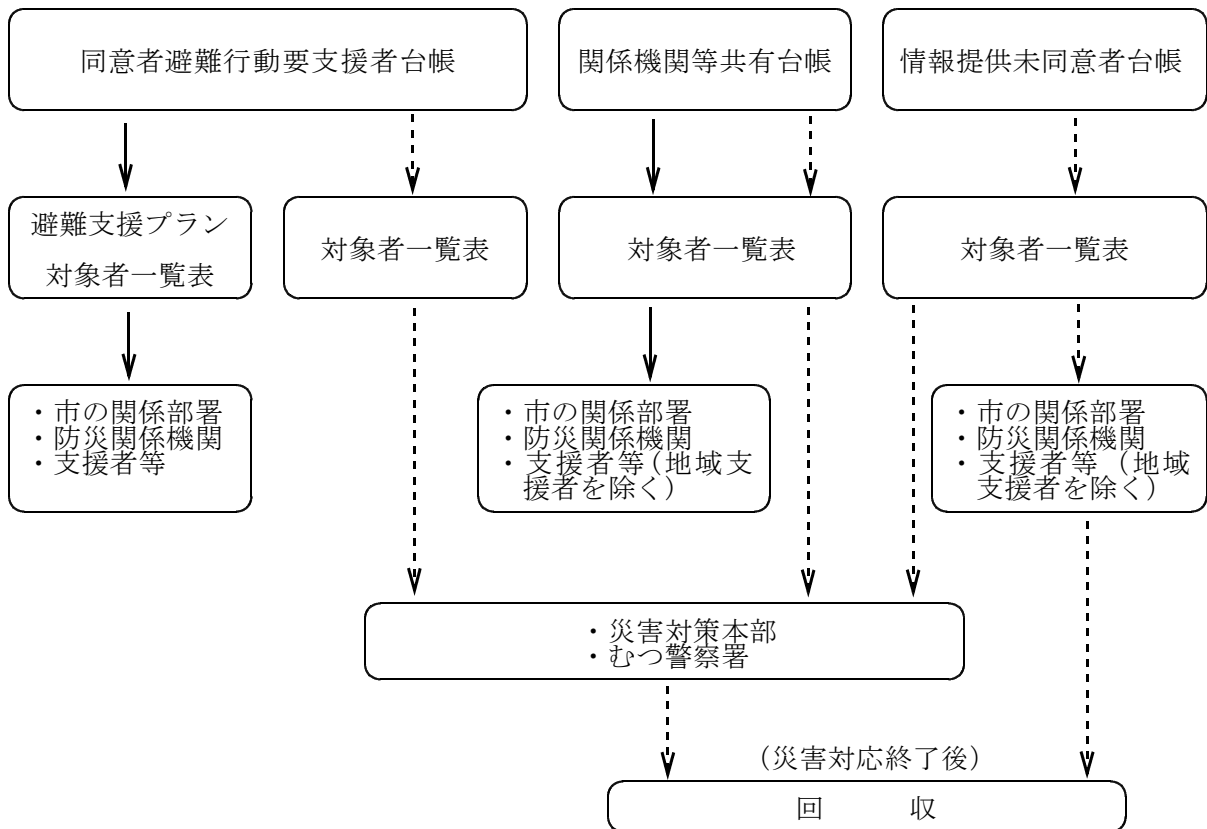 同意者避難行動要支援者台帳
関係機関等共有台帳
情報提供未同意者台帳
避難支援プラン
対象者一覧表
対象者一覧表
対象者一覧表
対象者一覧表
・市の関係部署
・防災関係機関
・支援者等
・市の関係部署
・防災関係機関
・支援者等(地域支
援者を除く)
・市の関係部署
・防災関係機関
・支援者等(地域
支援者を除く)
・災害対策本部
・むつ警察署
(災害対応終了後)
回　収